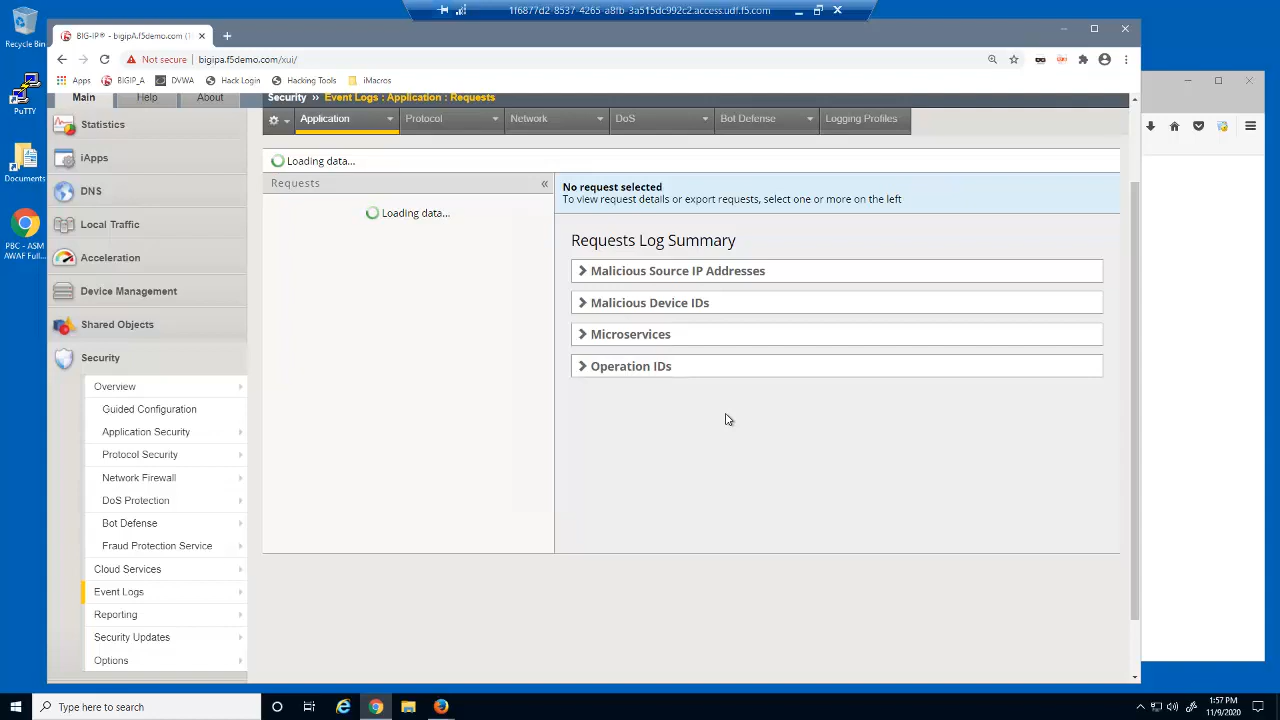 1f6877d2-8537-4265-a8fb-3a515dc992c2.access.udf.f5.com
Recycle Bin
PuTTY
Documents
PBC - ASM
AWAF Full...
BIG-IP® - bigipA.f5demo.com (1
Not secure
bigipa.f5demo.com/xui/
Apps
BIGIP_A
DVWA
Hack Login
Hacking Tools
iMacros
Main
Help
About
Security » Event Logs : Application : Requests
Application
Protocol
Network
DoS
Bot Defense
Logging Profiles
Statistics
iApps
DNS
Local Traffic
Acceleration
Device Management
Shared Objects
Security
Overview
Guided Configuration
Application Security
Protocol Security
Network Firewall
DoS Protection
Bot Defense
Fraud Protection Service
Cloud Services
Event Logs
Reporting
Security Updates
Options
Loading data...
Requests
«
Loading data...
No request selected
To view request details or export requests, select one or more on the left
Requests Log Summary
Malicious Source IP Addresses
Malicious Device IDs
Microservices
Operation IDs
Type here to search
1:57 PM
11/9/2020